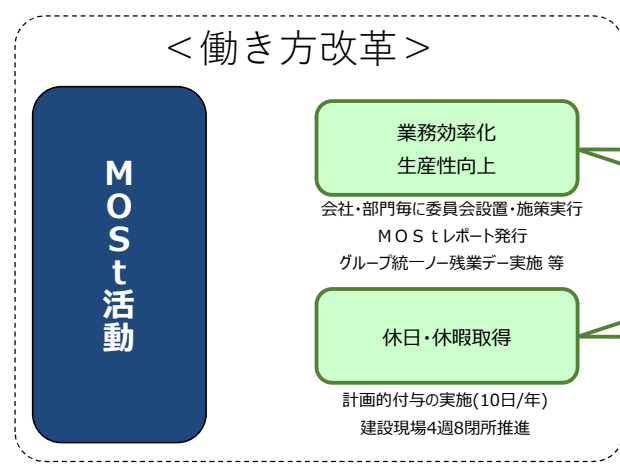 ＜働き方改革＞
MOSt活動
業務効率化
生産性向上
会社・部門毎に委員会設置・施策実行
ＭＯＳｔレポート発行
グループ統一ノー残業デー実施 等
休日・休暇取得
計画的付与の実施(10日/年)
建設現場4週8閉所推進